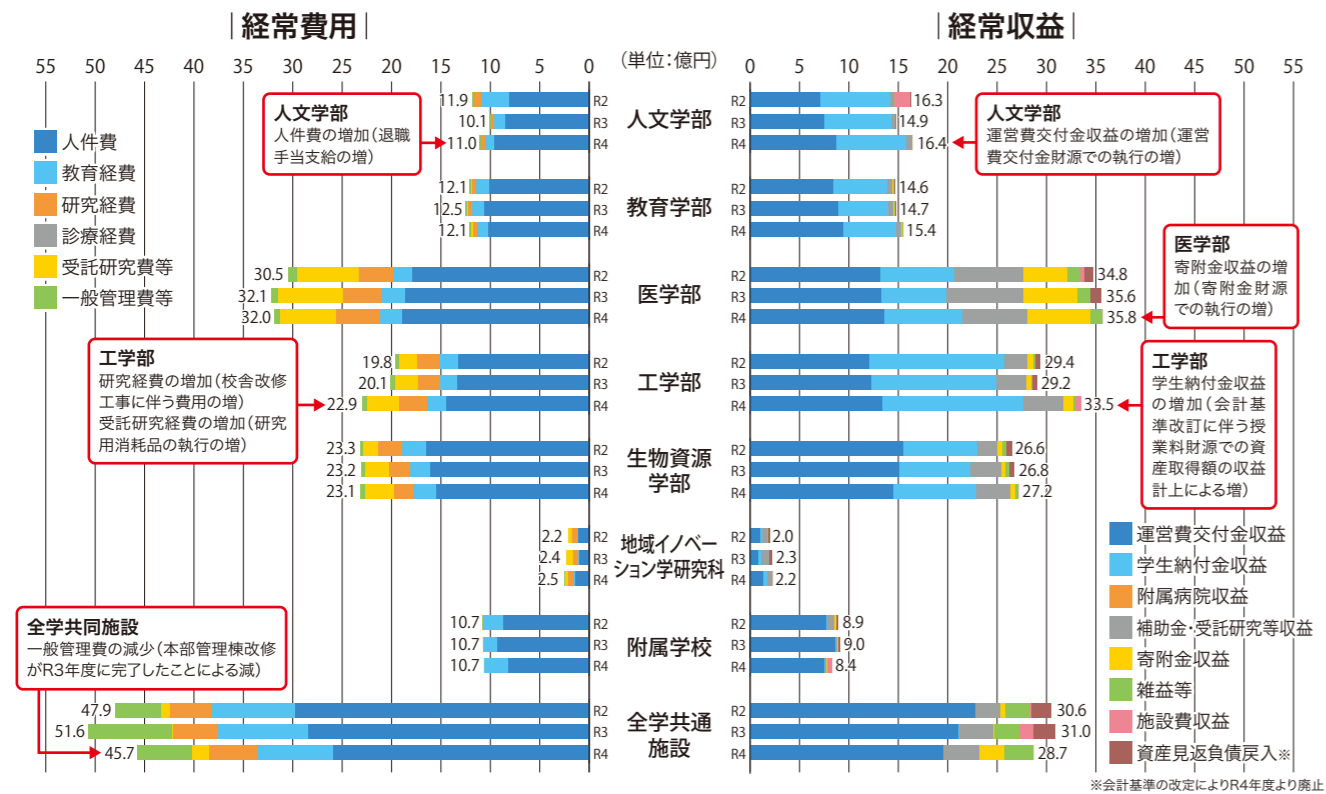 経常費用
経常収益
(単位：億円)
55 50 45 40 35 30 25 20 15 10 5 0
0 5 10 15 20 25 30 35 40 45 50 55
人件費
教育経費
研究経費
診療経費
受託研究費等
一般管理費等
人文学部
人件費の増加（退職
手当支給の増）
11.9 R2
10.1 R3
11.0 R4
人文学部
R2 16.3
R3 14.9
R4 16.4
人文学部
運営費交付金収益の増加（運営
費交付金財源での執行の増）
12.1 R2
12.5 R3
12.1 R4
教育学部
R2 14.6
R3 14.7
R4 15.4
30.5 R2
32.1 R3
32.0 R4
医学部
R2 34.8
R3 35.6
R4 35.8
医学部
寄附金収益の増
加（寄附金財源
での執行の増）
工学部
研究経費の増加（校舎改修
工事に伴う費用の増）
受託研究経費の増加（研究
用消耗品の執行の増）
19.8 R2
20.1 R3
22.9 R4
工学部
R2 29.4
R3 29.2
R4 33.5
工学部
学生納付金収益
の増加（会計基
準改訂に伴う授
業料財源での資
産取得額の収益
計上による増）
23.3 R2
23.2 R3
23.1 R4
生物資源
学部
R2 26.6
R3 26.8
R4 27.2
2.2 R2
2.4 R3
2.5 R4
地域イノベー
ション学研究科
R2 2.0
R3 2.3
R4 2.2
10.7 R2
10.7 R3
10.7 R4
附属学校
R2 8.9
R3 9.0
R4 8.4
全学共同施設
一般管理費の減少（本部管理棟改修
がR3年度に完了したことによる減）
47.9 R2
51.6 R3
45.7 R4
全学共通
施設
R2 30.6
R3 31.0
R4 28.7
運営費交付金収益
学生納付金収益
附属病院収益
補助金・受託研究等収益
寄附金収益
雑益等
施設費収益
資産見返負債戻入※
※会計基準の改定によりR4年度より廃止